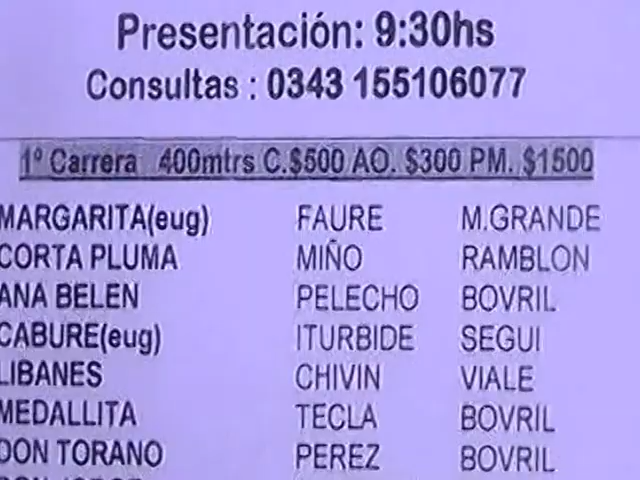 Presentación: 9:30hs
Consultas : 0343 155106077
1º Carrera 400mtrs C.$500 AO. $300 PM. $1500
MARGARITA(eug) FAURE M.GRANDE
CORTA PLUMA MIÑO RAMBLON
ANA BELEN PELECHO BOVRIL
CABURE(eug) ITURBIDE SEGUI
LIBANES CHIVIN VIALE
MEDALLITA TECLA BOVRIL
DON TORANO PEREZ BOVRIL